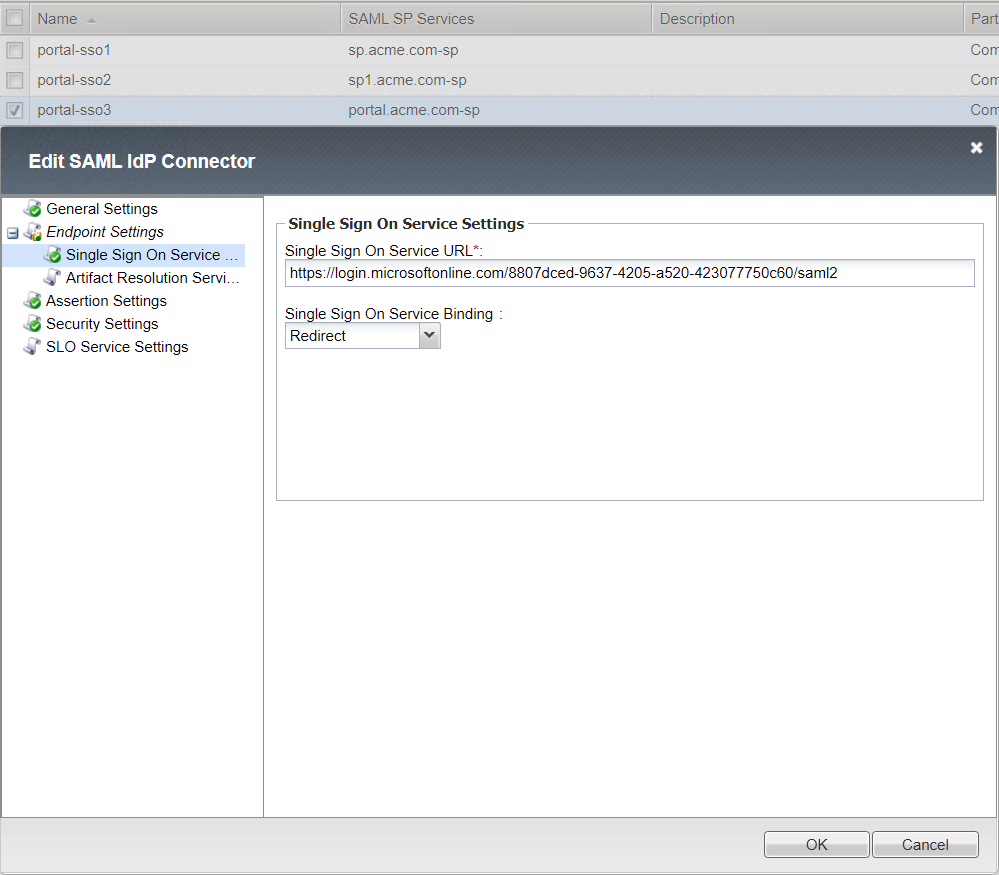 Name SAML SP Services Description Part
portal-sso1 sp.acme.com-sp Com
portal-sso2 sp1.acme.com-sp Com
portal-sso3 portal.acme.com-sp Com
Edit SAML IdP Connector
General Settings
Endpoint Settings
Single Sign On Service ...
Artifact Resolution Servi...
Assertion Settings
Security Settings
SLO Service Settings
Single Sign On Service Settings
Single Sign On Service URL*:
https://login.microsoftonline.com/8807dced-9637-4205-a520-423077750c60/saml2
Single Sign On Service Binding :
Redirect
OK Cancel